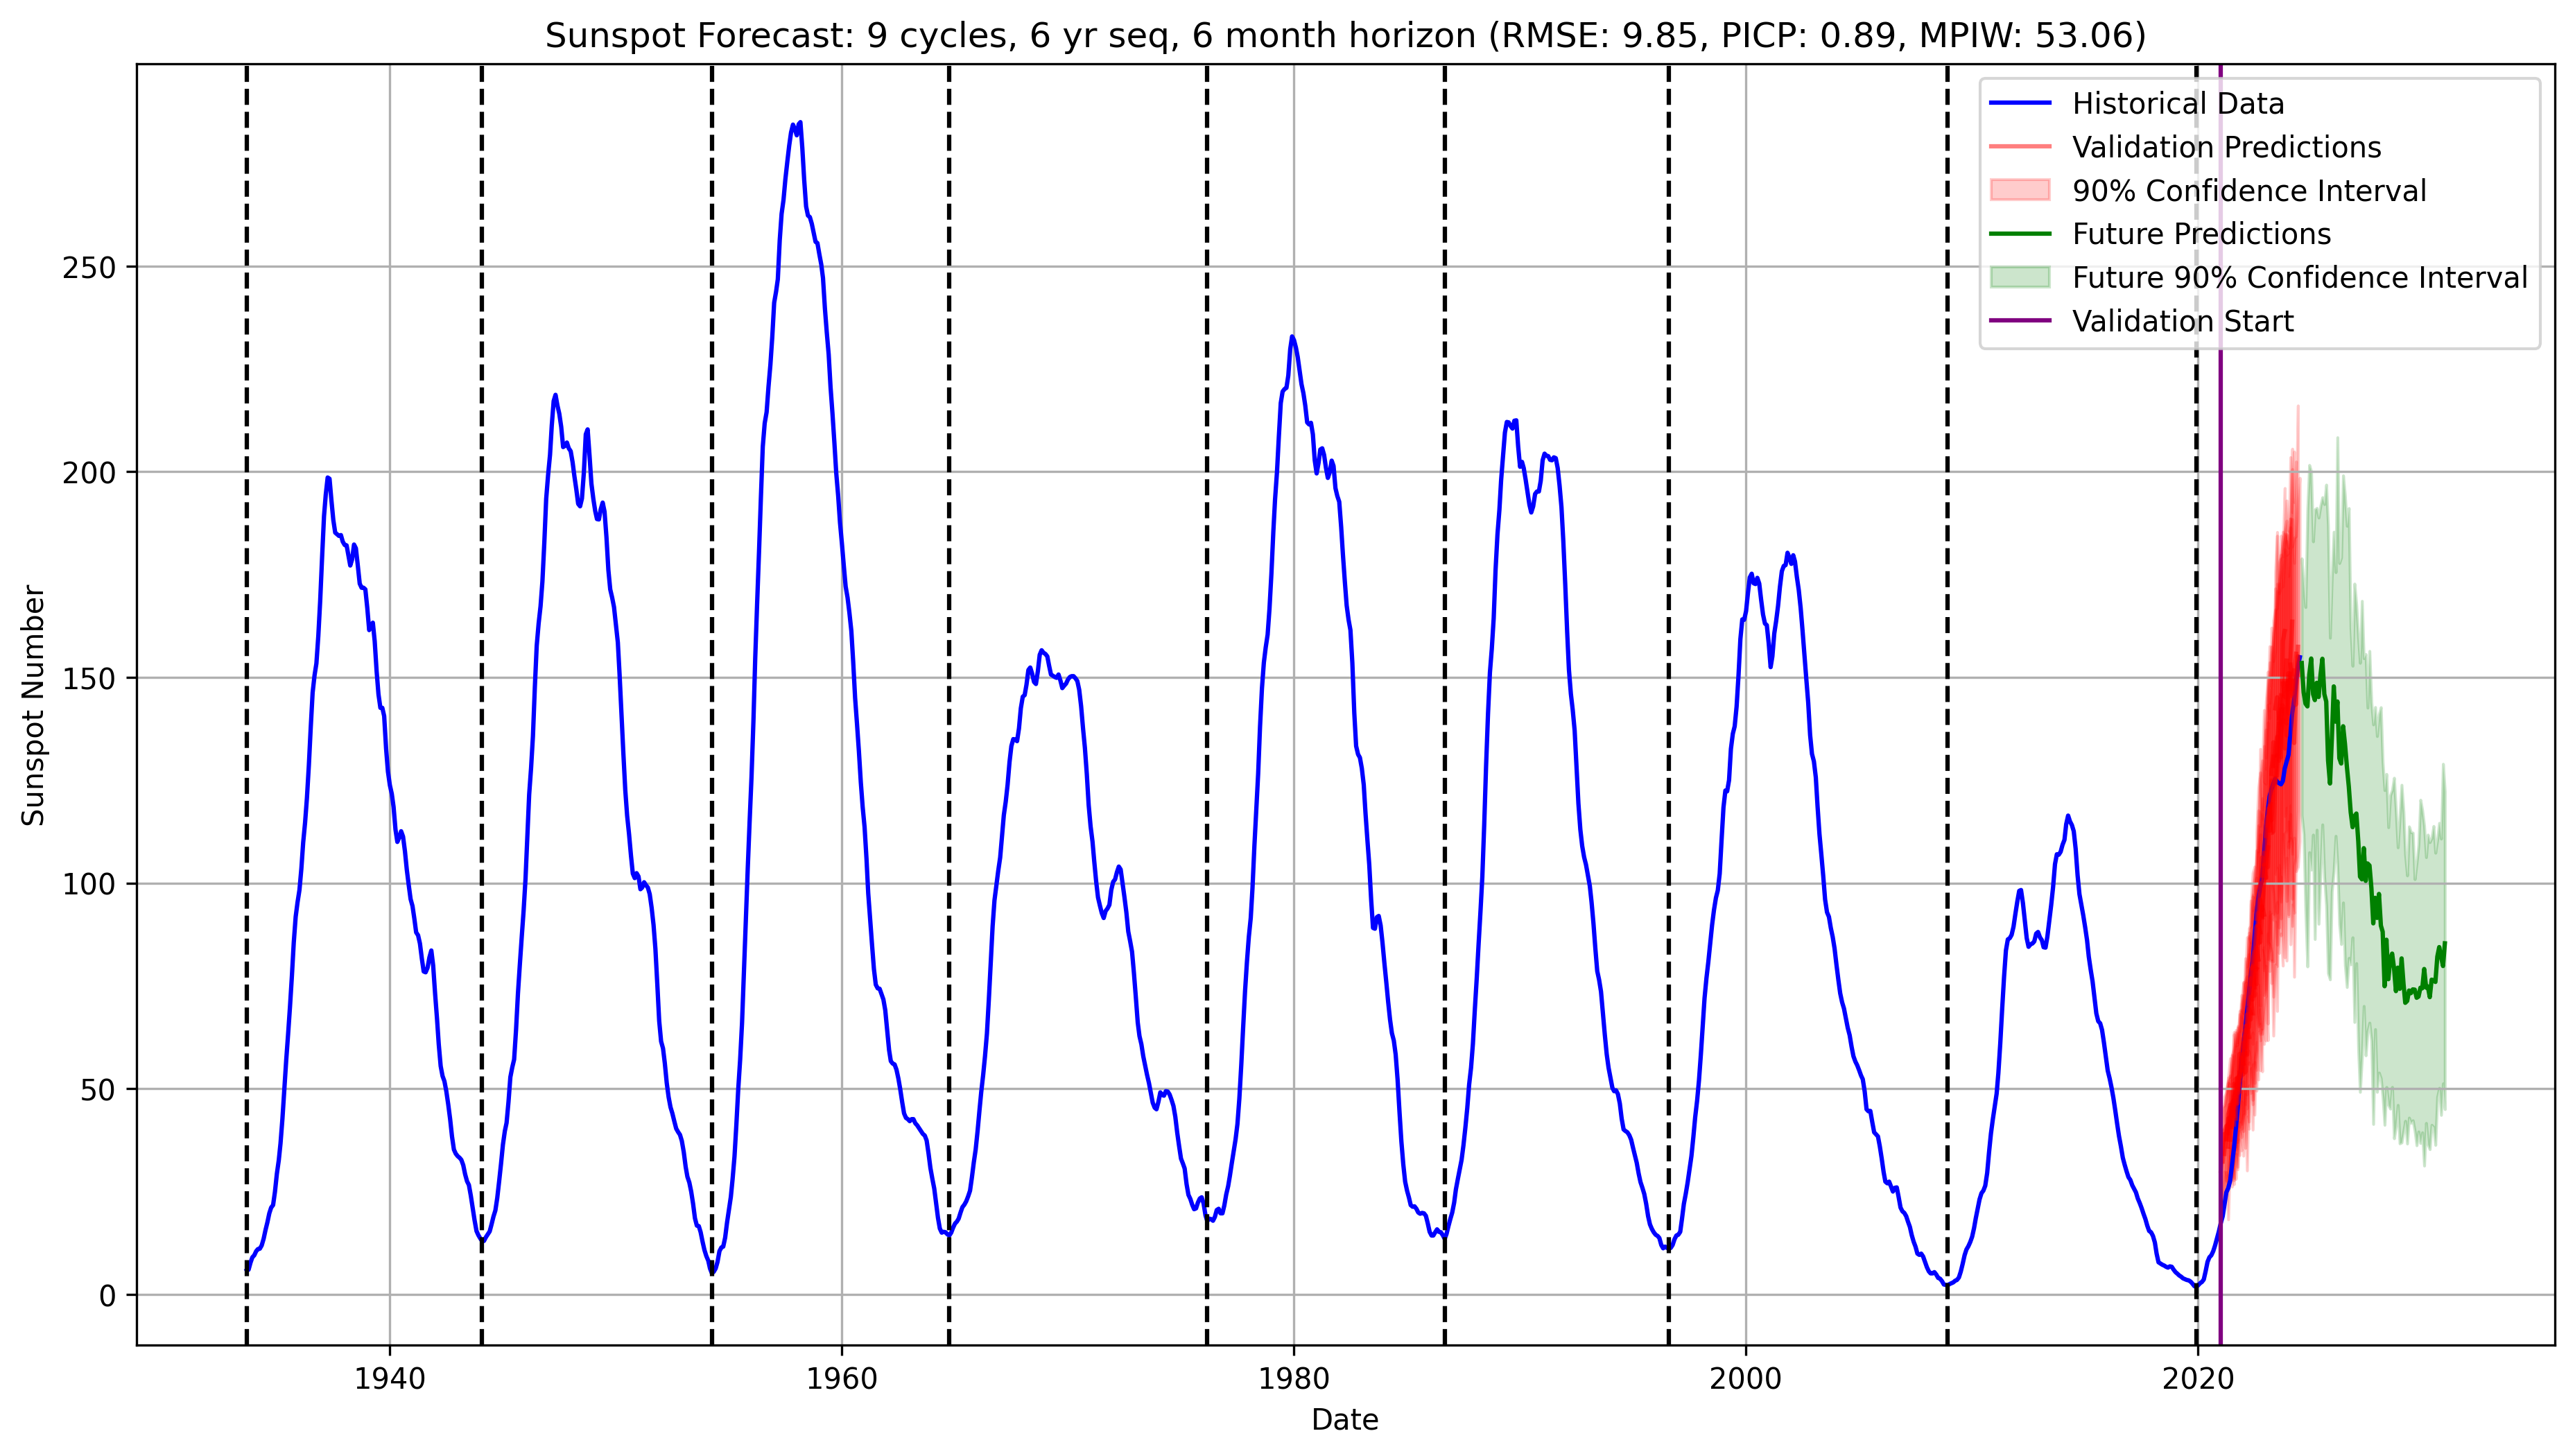 Sunspot Forecast: 9 cycles, 6 yr seq, 6 month horizon (RMSE: 9.85, PICP: 0.89, MPIW: 53.06)
Historical Data
Validation Predictions
90% Confidence Interval
Future Predictions
Future 90% Confidence Interval
Validation Start
Sunspot Number
250
200
150
100
50
0
1940
1960
1980
2000
2020
Date